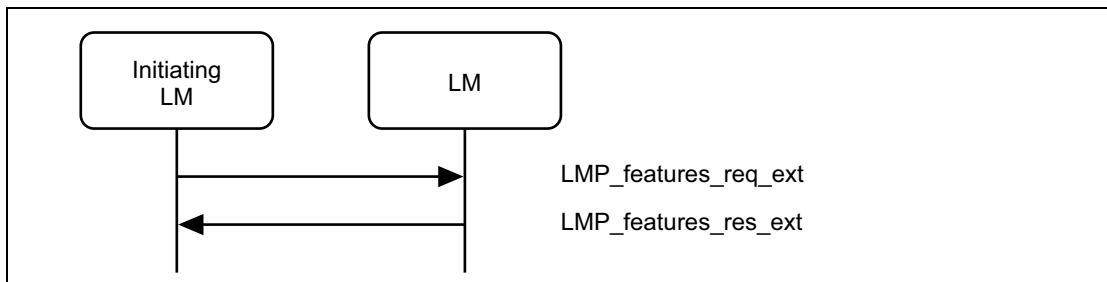 Initiating
LM
LM
LMP_features_req_ext
LMP_features_res_ext